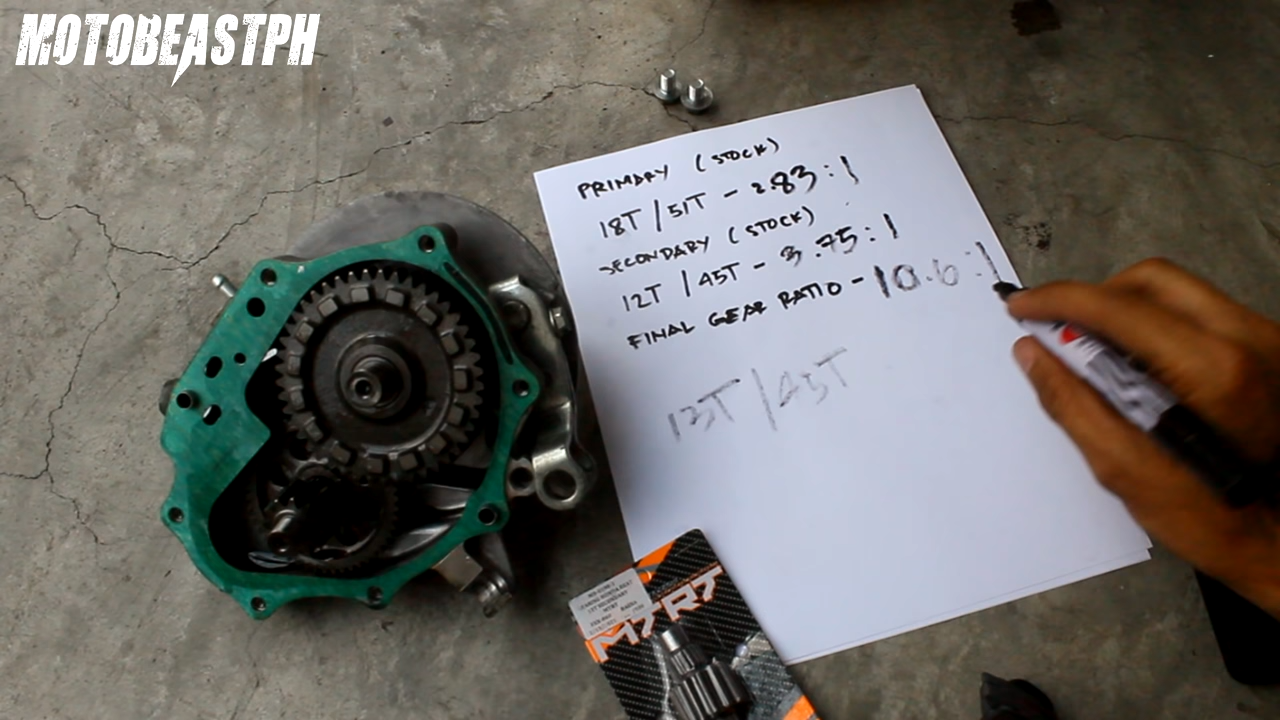 MOTOBEASTPH
PRIMARY (STOCK)
18T / 51T - 2.83 : 1
SECONDARY (STOCK)
12T / 45T - 3.75 : 1
FINAL GEAR RATIO - 10.6 : 1
13T / 45T
MTRT